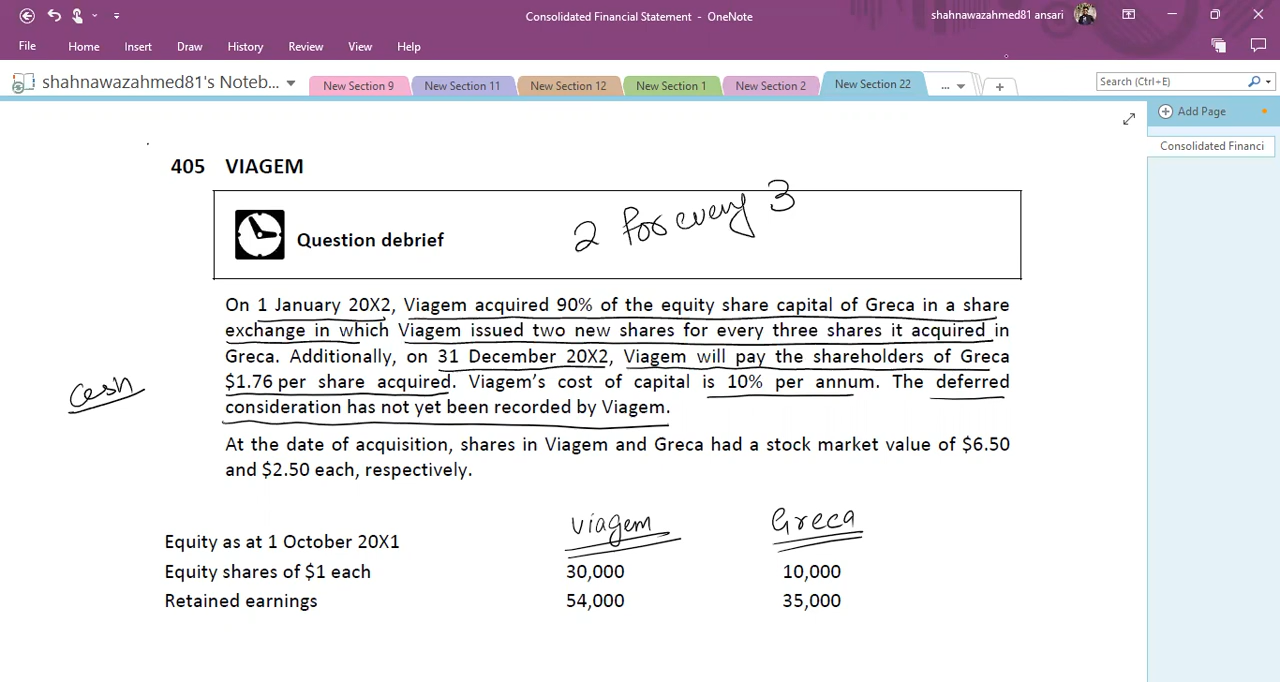 Consolidated Financial Statement - OneNote
shahnawazahmed81 ansari
File Home Insert Draw History Review View Help
shahnawazahmed81's Noteb... New Section 9 New Section 11 New Section 12 New Section 1 New Section 2 New Section 22 ... + Search (Ctrl+E)
Add Page
Consolidated Financi
405 VIAGEM
2 for every 3
Question debrief
On 1 January 20X2, Viagem acquired 90% of the equity share capital of Greca in a share
exchange in which Viagem issued two new shares for every three shares it acquired in
Greca. Additionally, on 31 December 20X2, Viagem will pay the shareholders of Greca
$1.76 per share acquired. Viagem's cost of capital is 10% per annum. The deferred
cash
consideration has not yet been recorded by Viagem.
At the date of acquisition, shares in Viagem and Greca had a stock market value of $6.50
and $2.50 each, respectively.
Viagem Greca
Equity as at 1 October 20X1
Equity shares of $1 each 30,000 10,000
Retained earnings 54,000 35,000